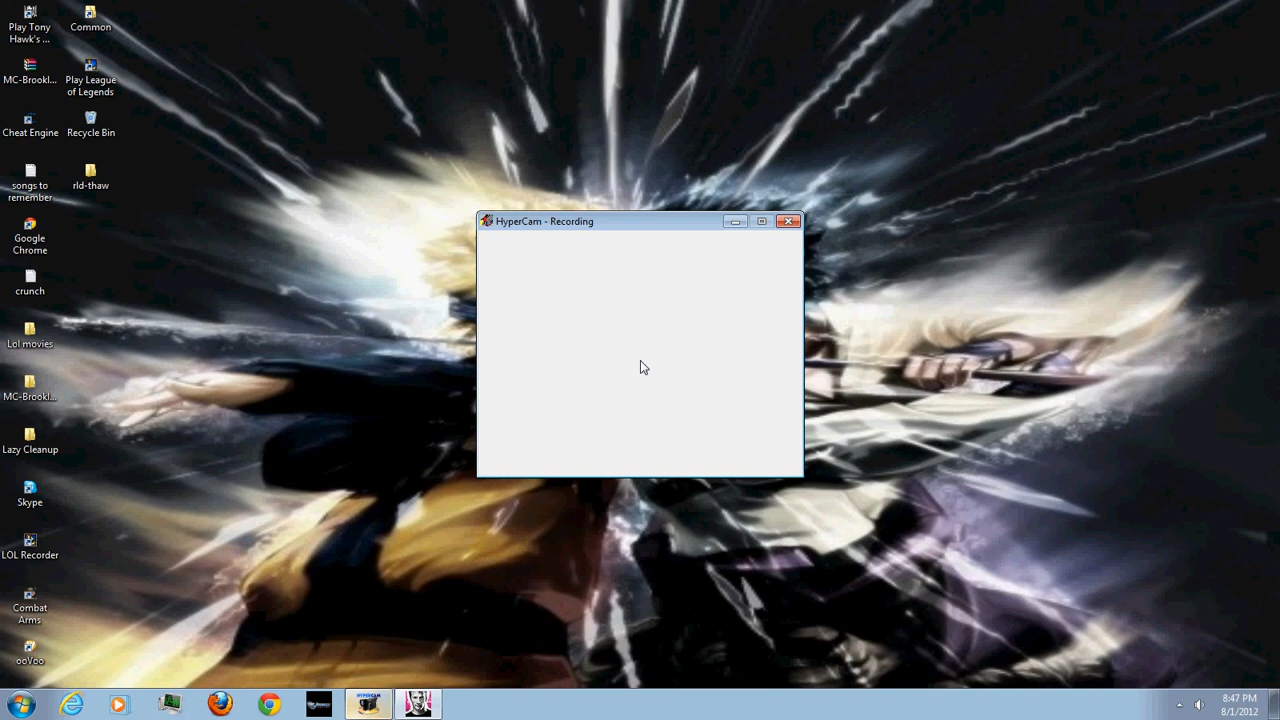 Play Tony
Hawk's ...
Common
MC-Brookl...
Play League
of Legends
Cheat Engine
Recycle Bin
songs to
remember
rld-thaw
Google
Chrome
crunch
Lol movies
MC-Brookl...
Lazy Cleanup
Skype
LOL Recorder
Combat
Arms
ooVoo
HyperCam - Recording
HYPERCAM
8:47 PM
8/1/2012